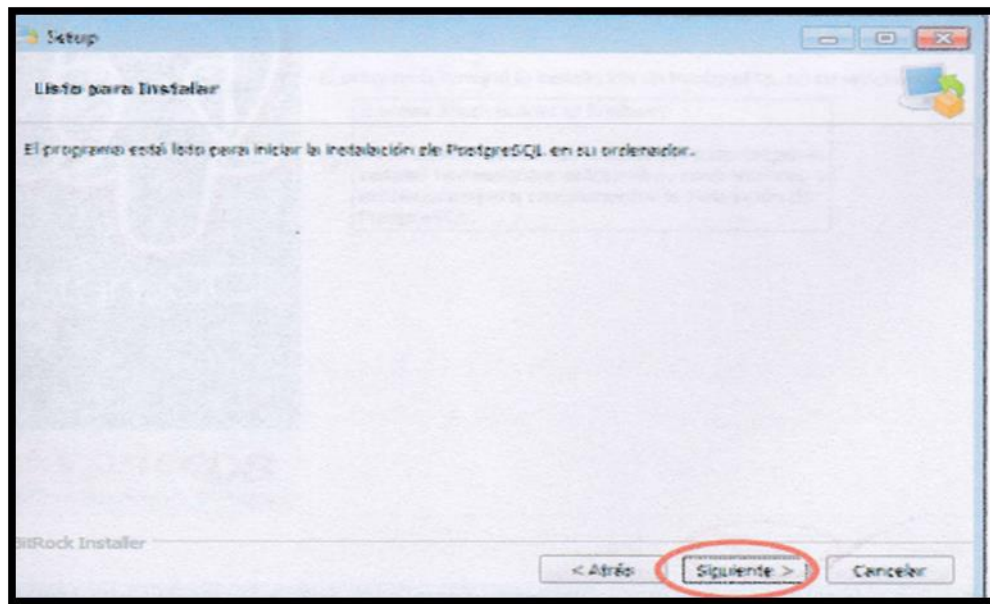 Setup
Listo para Instalar
El programa está listo para iniciar la instalación de PostgreSQL en su ordenador.
BitRock Installer
< Atrás
Siguiente >
Cancelar